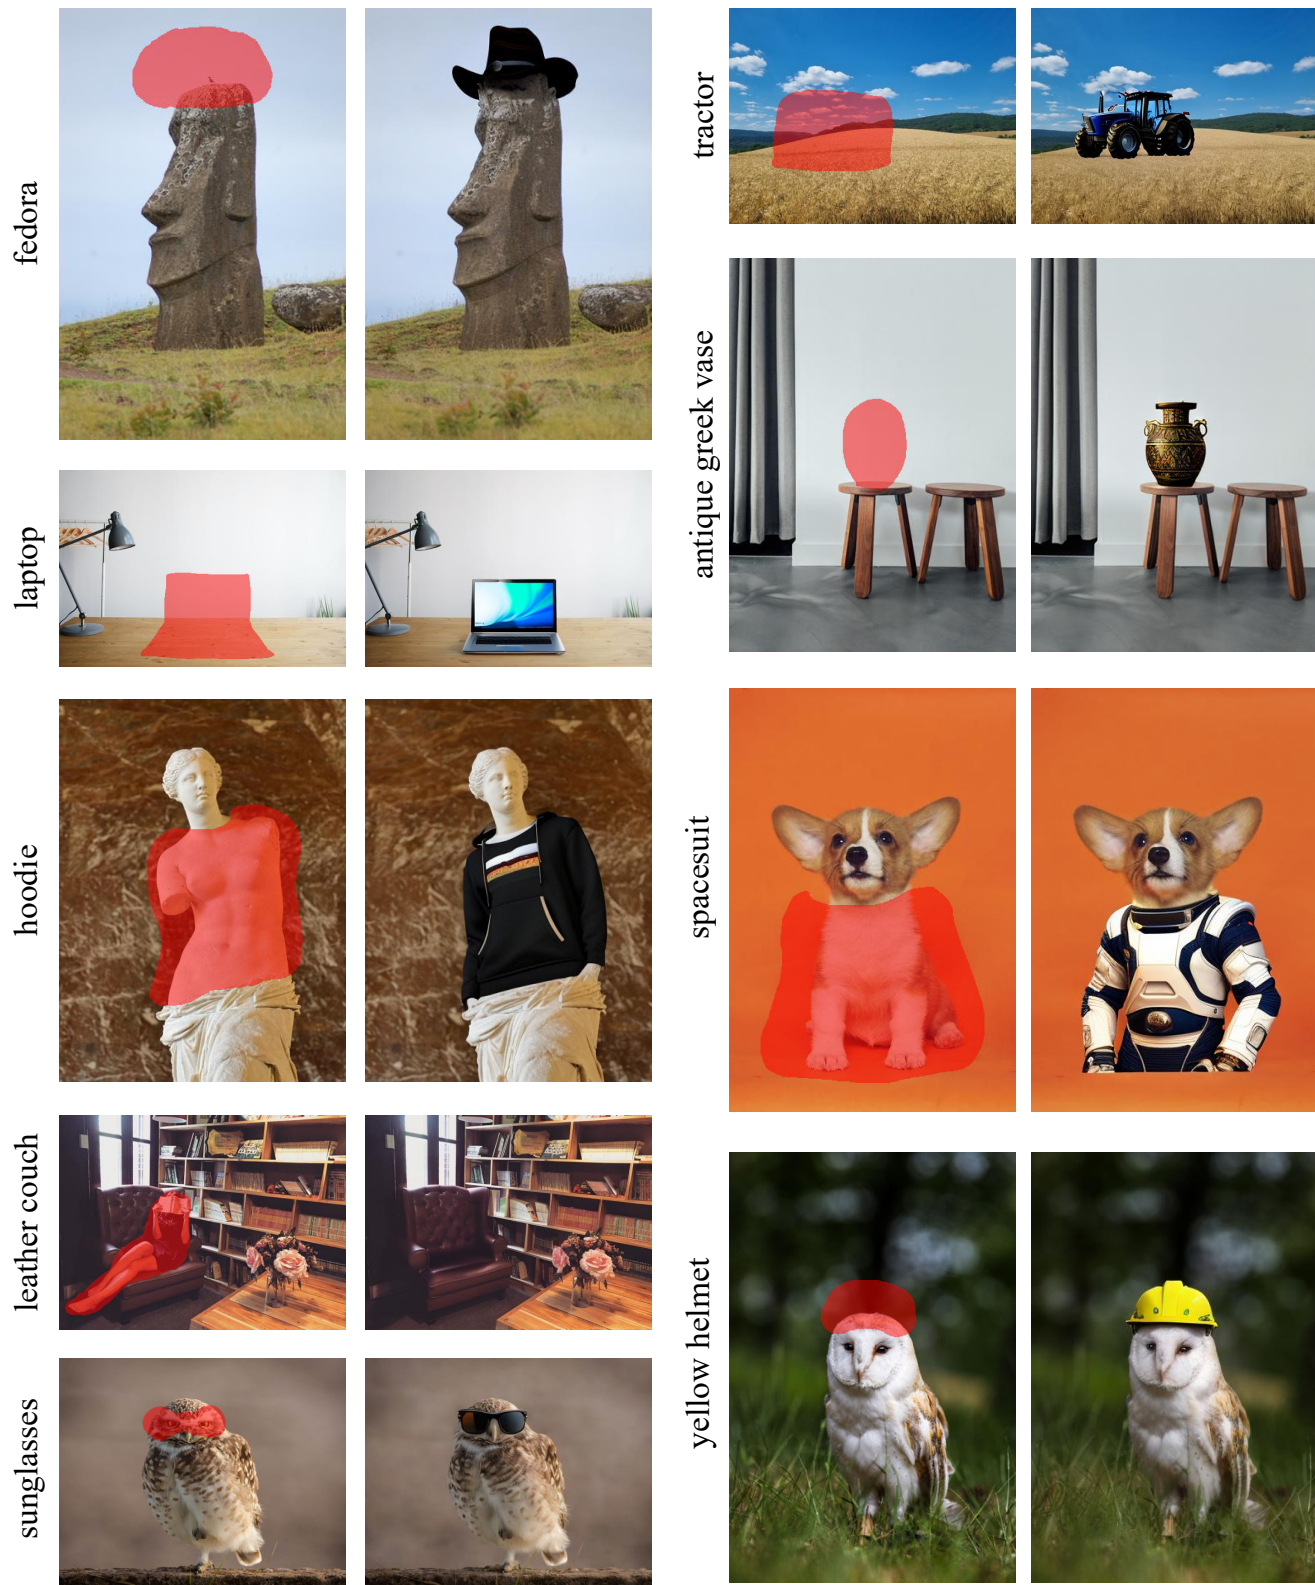 fedora
laptop
hoodie
leather couch
sunglasses
tractor
antique greek vase
spacesuit
yellow helmet